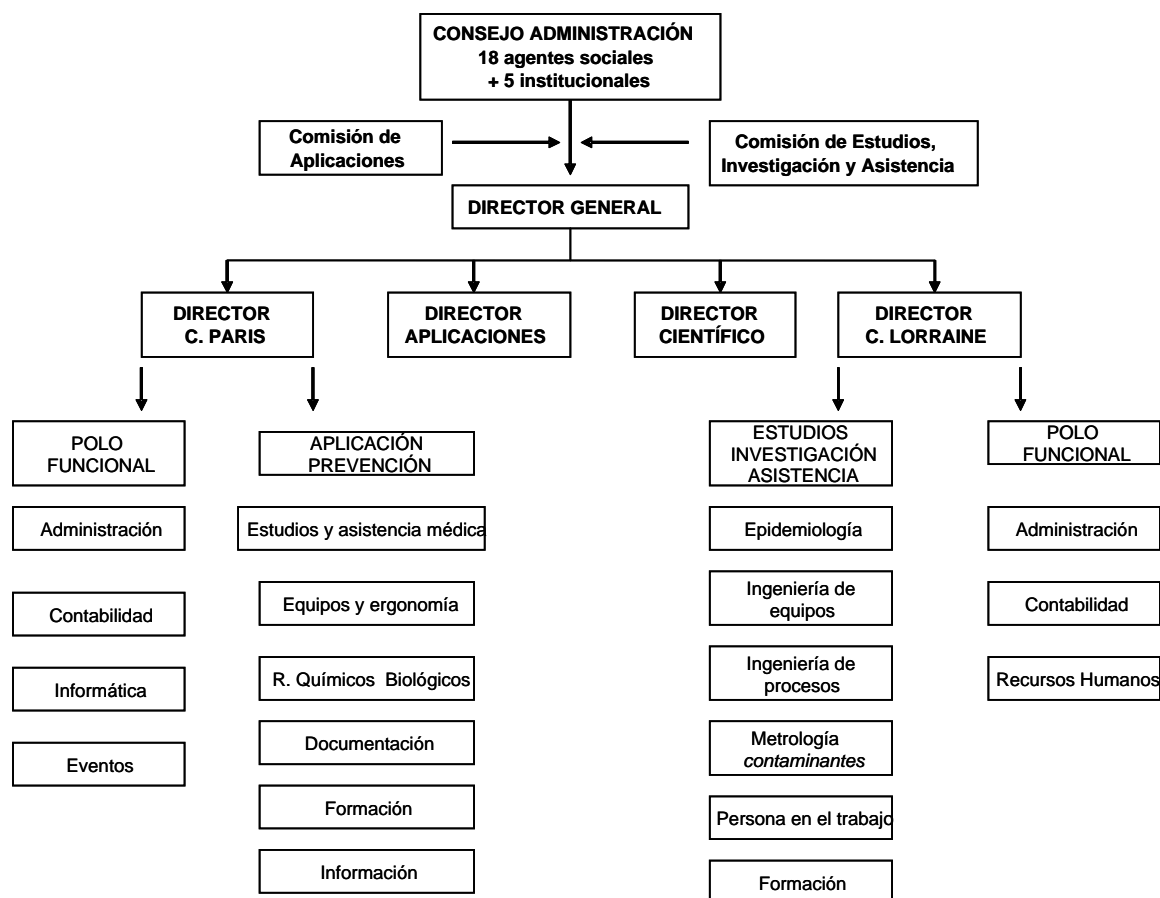 CONSEJO ADMINISTRACIÓN
18 agentes sociales
+ 5 institucionales
Comisión de
Aplicaciones
Comisión de Estudios,
Investigación y Asistencia
DIRECTOR GENERAL
DIRECTOR
C. PARIS
DIRECTOR
APLICACIONES
DIRECTOR
CIENTÍFICO
DIRECTOR
C. LORRAINE
POLO
FUNCIONAL
Administración
Contabilidad
Informática
Eventos
APLICACIÓN
PREVENCIÓN
Estudios y asistencia médica
Equipos y ergonomía
R. Químicos Biológicos
Documentación
Formación
Información
ESTUDIOS
INVESTIGACIÓN
ASISTENCIA
Epidemiología
Ingeniería de
equipos
Ingeniería de
procesos
Metrología
contaminantes
Persona en el trabajo
Formación
POLO
FUNCIONAL
Administración
Contabilidad
Recursos Humanos